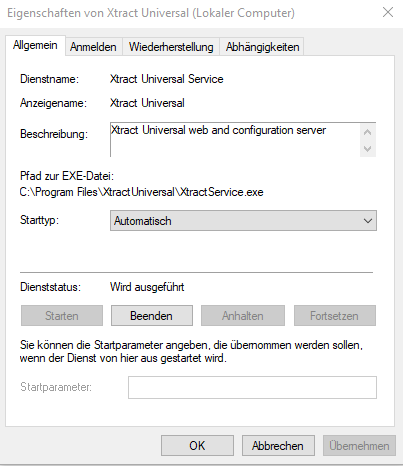 Eigenschaften von Xtract Universal (Lokaler Computer)
Allgemein Anmelden Wiederherstellung Abhängigkeiten
Dienstname: Xtract Universal Service
Anzeigename: Xtract Universal
Beschreibung: Xtract Universal web and configuration server
Pfad zur EXE-Datei:
C:\Program Files\XtractUniversal\XtractService.exe
Starttyp: Automatisch
Dienststatus: Wird ausgeführt
Starten Beenden Anhalten Fortsetzen
Sie können die Startparameter angeben, die übernommen werden sollen,
wenn der Dienst von hier aus gestartet wird.
Startparameter:
OK Abbrechen Übernehmen